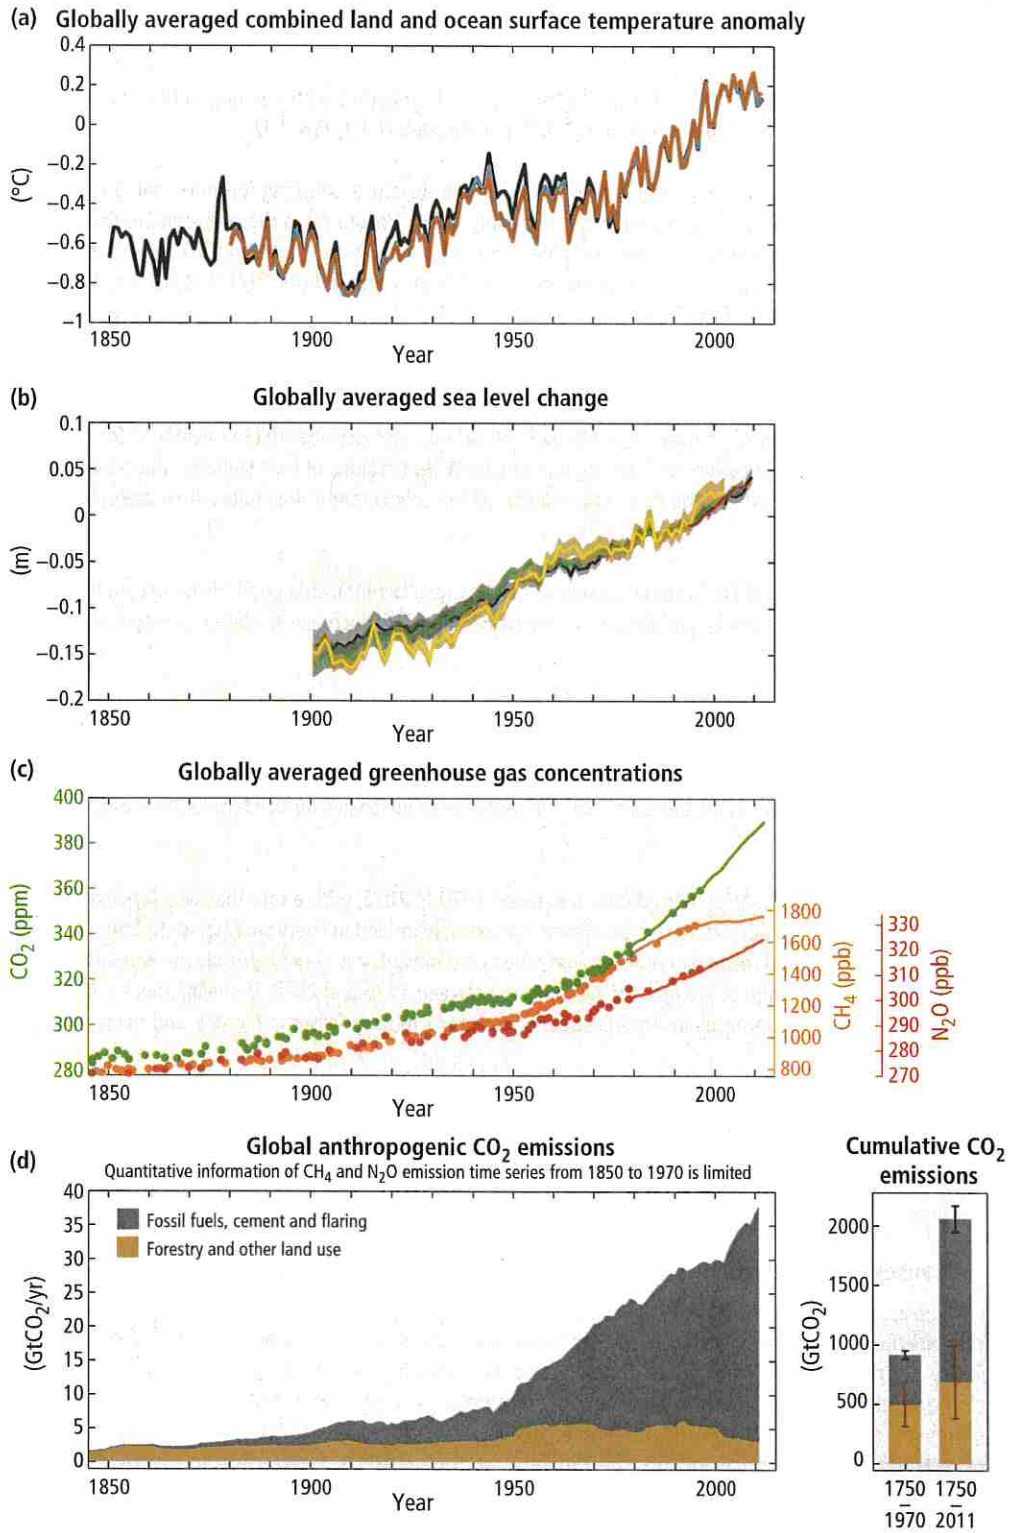 (a) Globally averaged combined land and ocean surface temperature anomaly
0.4
0.2
0
−0.2
−0.4
−0.6
−0.8
−1
(°C)
1850 1900 1950 2000
Year
(b) Globally averaged sea level change
0.1
0.05
0
−0.05
−0.1
−0.15
−0.2
(m)
1850 1900 1950 2000
Year
(c) Globally averaged greenhouse gas concentrations
400
380
360
340
320
300
280
CO2 (ppm)
1800
1600
1400
1200
1000
800
CH4 (ppb)
330
320
310
300
290
280
270
N2O (ppb)
1850 1900 1950 2000
Year
(d) Global anthropogenic CO2 emissions
Quantitative information of CH4 and N2O emission time series from 1850 to 1970 is limited
40
35
30
25
20
15
10
5
0
(GtCO2/yr)
Fossil fuels, cement and flaring
Forestry and other land use
1850 1900 1950 2000
Year
Cumulative CO2
emissions
2000
1500
1000
500
0
(GtCO2)
1750 1750
– –
1970 2011